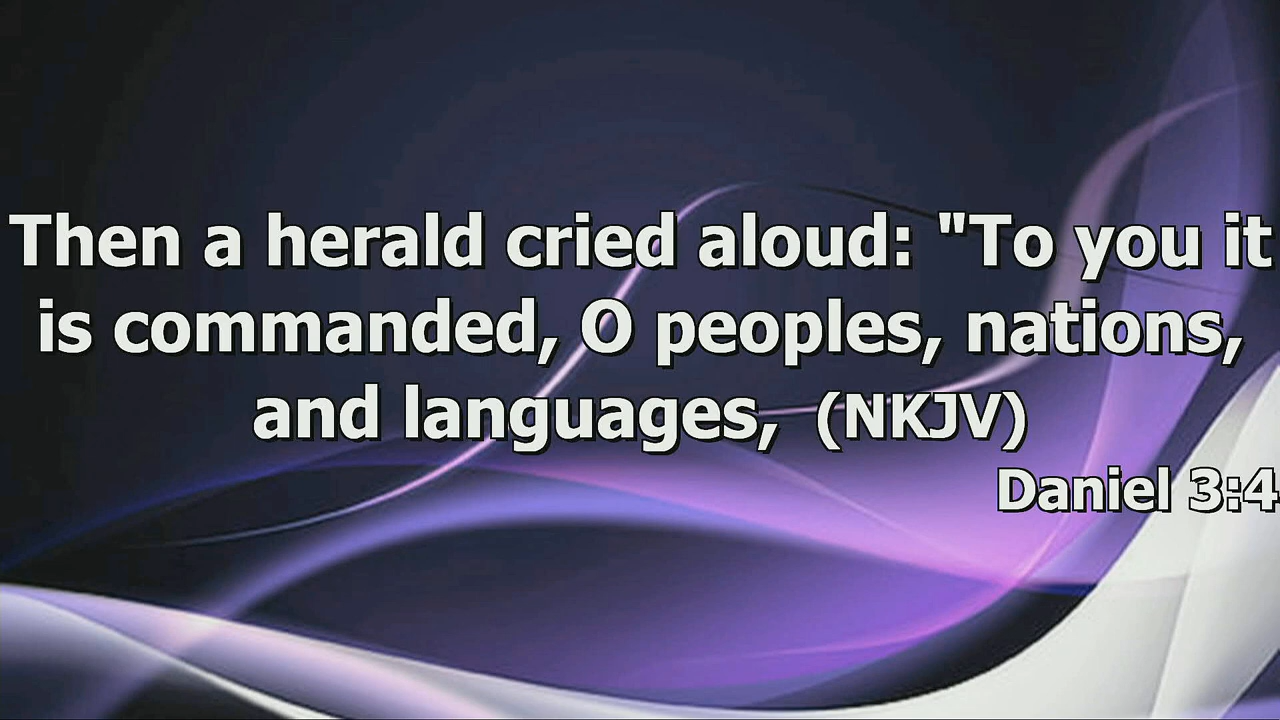 Then a herald cried aloud: "To you it
is commanded, O peoples, nations,
and languages, (NKJV)
Daniel 3:4